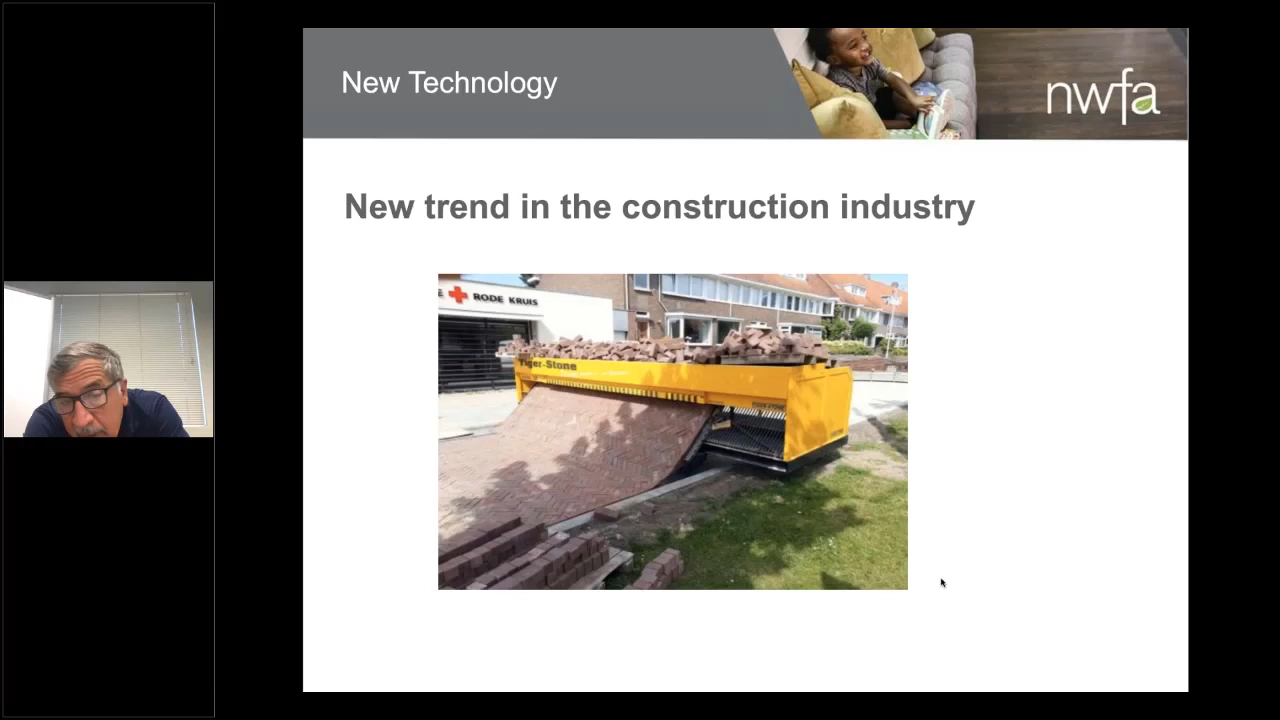 New Technology
nwfa
New trend in the construction industry
RODE KRUIS
Tiger-Stone